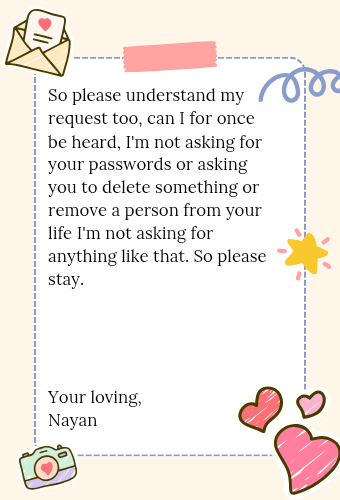 So please understand my
request too, can I for once
be heard, I'm not asking for
your passwords or asking
you to delete something or
remove a person from your
life I'm not asking for
anything like that. So please
stay.
Your loving,
Nayan